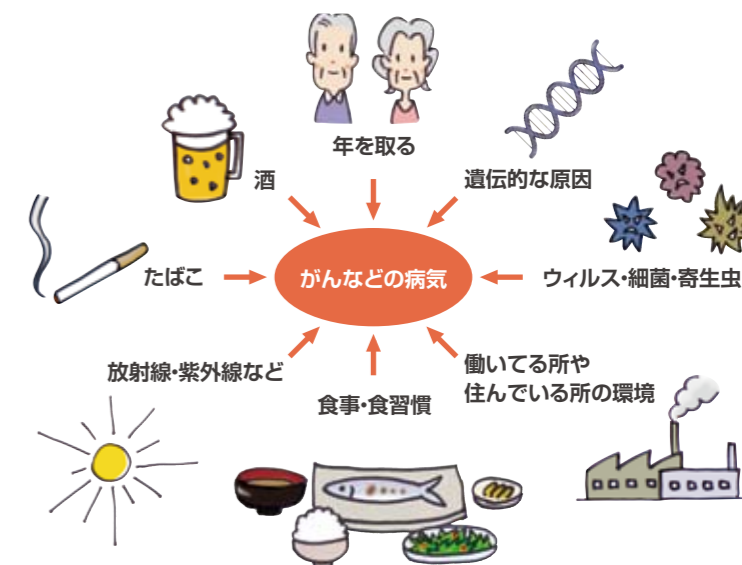 年を取る
酒
遺伝的な原因
たばこ
がんなどの病気
ウィルス・細菌・寄生虫
放射線・紫外線など
働いてる所や
住んでいる所の環境
食事・食習慣